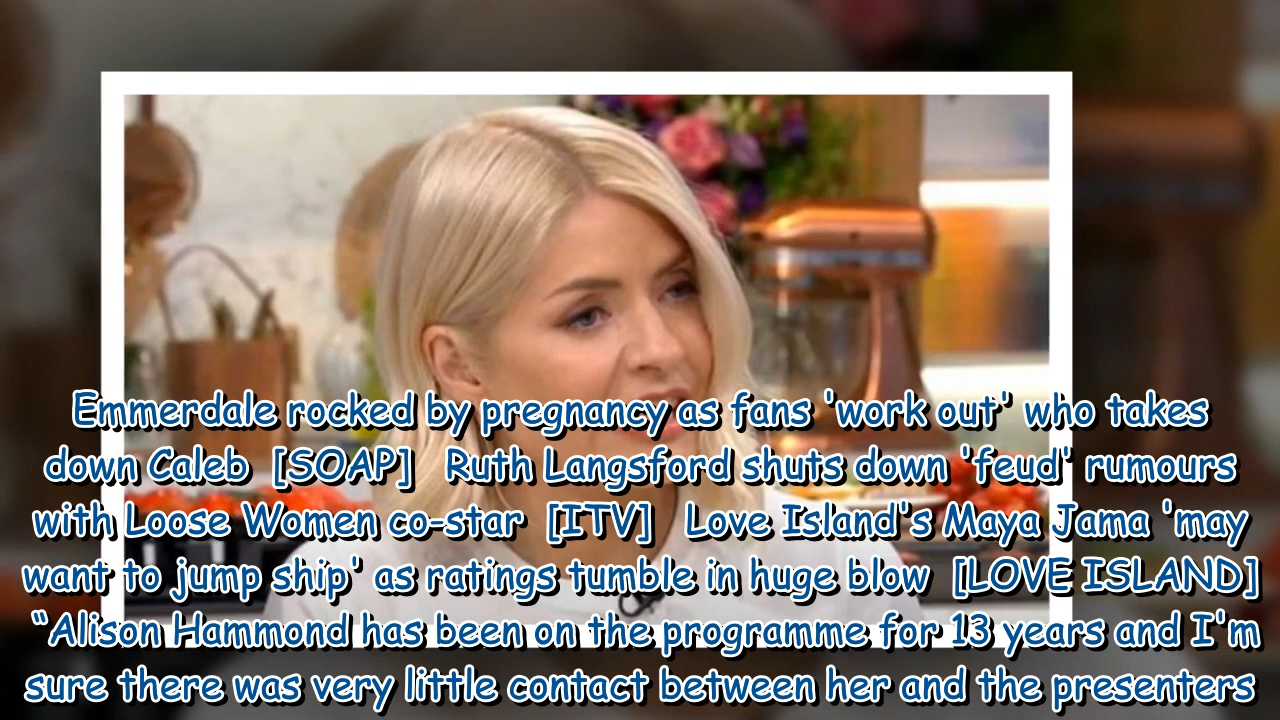 Emmerdale rocked by pregnancy as fans 'work out' who takes
down Caleb [SOAP] Ruth Langsford shuts down 'feud' rumours
with Loose Women co-star [ITV] Love Island's Maya Jama 'may
want to jump ship' as ratings tumble in huge blow [LOVE ISLAND]
“Alison Hammond has been on the programme for 13 years and I'm
sure there was very little contact between her and the presenters